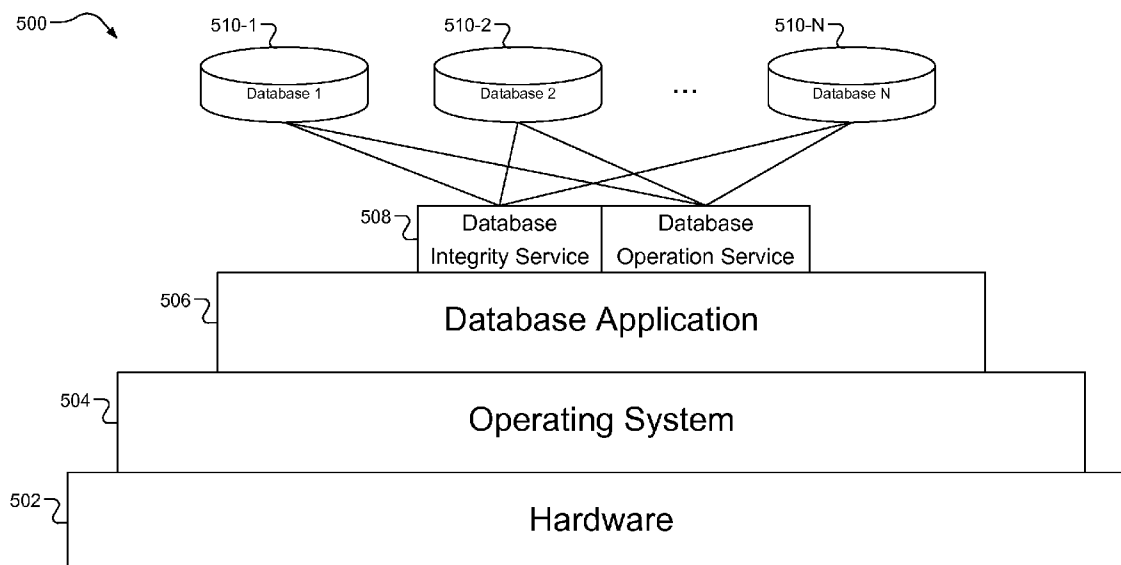 500
510-1
510-2
510-N
Database 1
Database 2
...
Database N
508
Database
Integrity Service
Database
Operation Service
506
Database Application
504
Operating System
502
Hardware